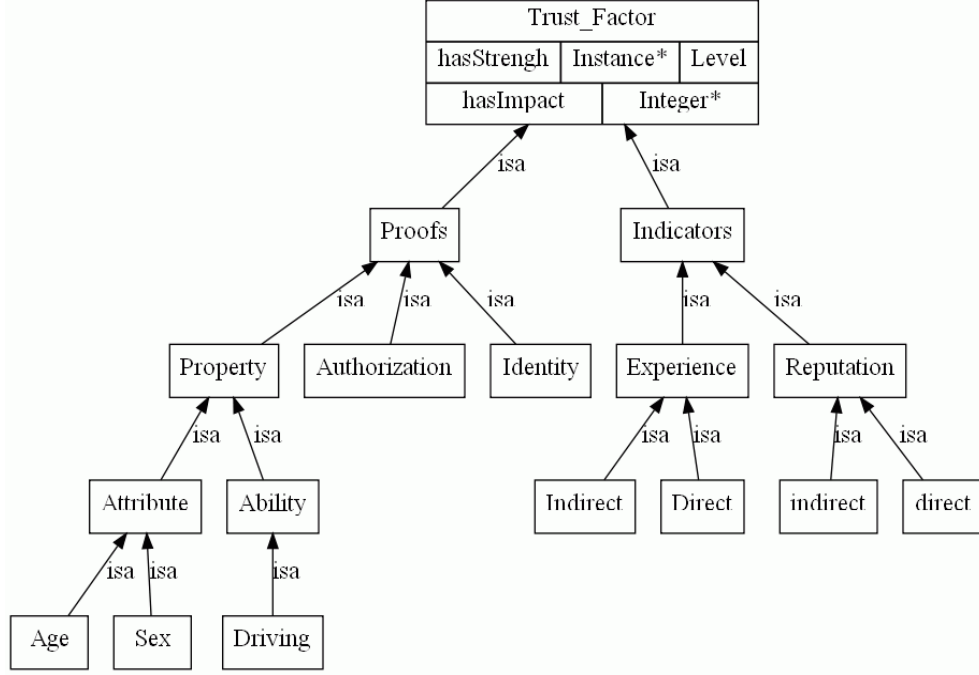 Trust_Factor
hasStrengh Instance* Level
hasImpact Integer*
isa isa
Proofs Indicators
isa isa isa isa isa
Property Authorization Identity Experience Reputation
isa isa isa isa isa isa
Attribute Ability Indirect Direct indirect direct
isa isa isa
Age Sex Driving